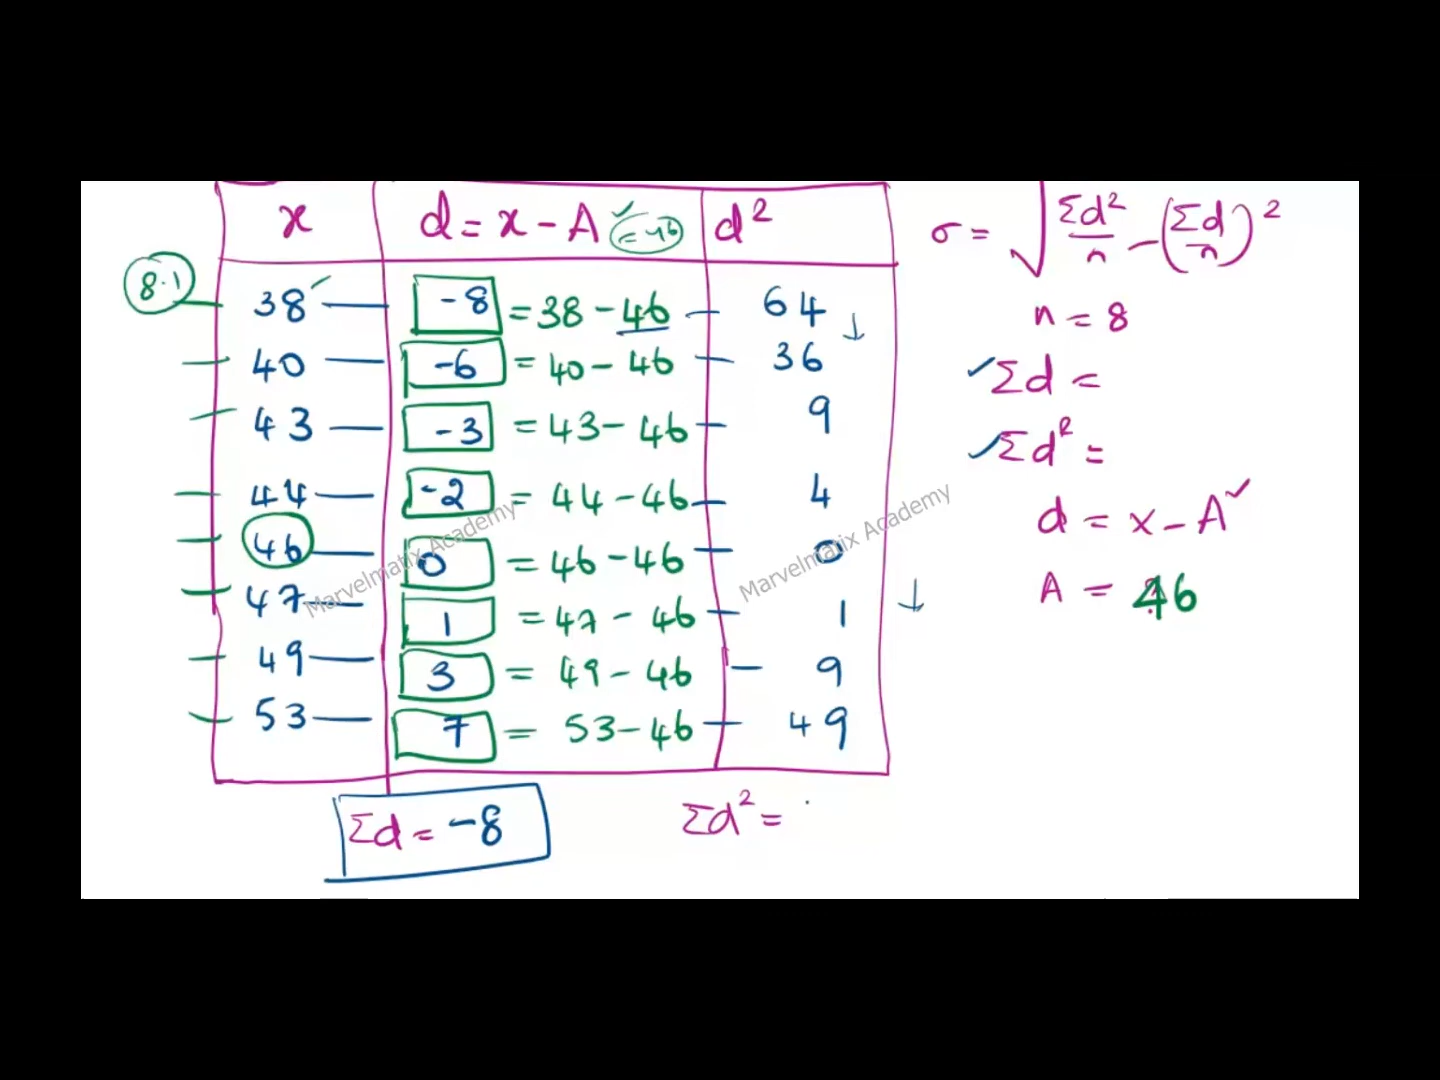 x d = x - A = 46 d²
8.1
38 -8 = 38 - 46 64
40 -6 = 40 - 46 36
43 -3 = 43 - 46 9
44 -2 = 44 - 46 4
46 0 = 46 - 46 0
47 1 = 47 - 46 1
49 3 = 49 - 46 9
53 7 = 53 - 46 49
Σd = -8 Σd² =
σ = √ Σd²/n - (Σd/n)²
n = 8
Σd =
Σd² =
d = x - A
A = 46
Marvelmatix Academy
Marvelmatix Academy